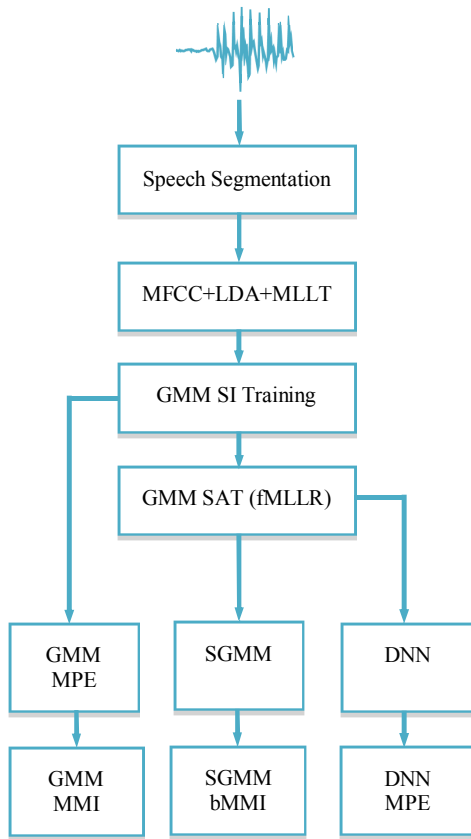 Speech Segmentation
MFCC+LDA+MLLT
GMM SI Training
GMM SAT (fMLLR)
GMM
MPE
SGMM
DNN
GMM
MMI
SGMM
bMMI
DNN
MPE